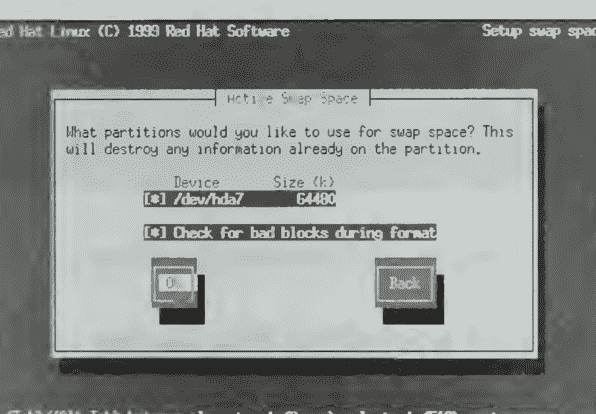 ed Hat Linux (C) 1999 Red Hat Software
Setup swap spac
Active Swap Space
What partitions would you like to use for swap space? This
will destroy any information already on the partition.
Device Size (k)
[*] /dev/hda7 64480
[*] Check for bad blocks during format
Ok Back